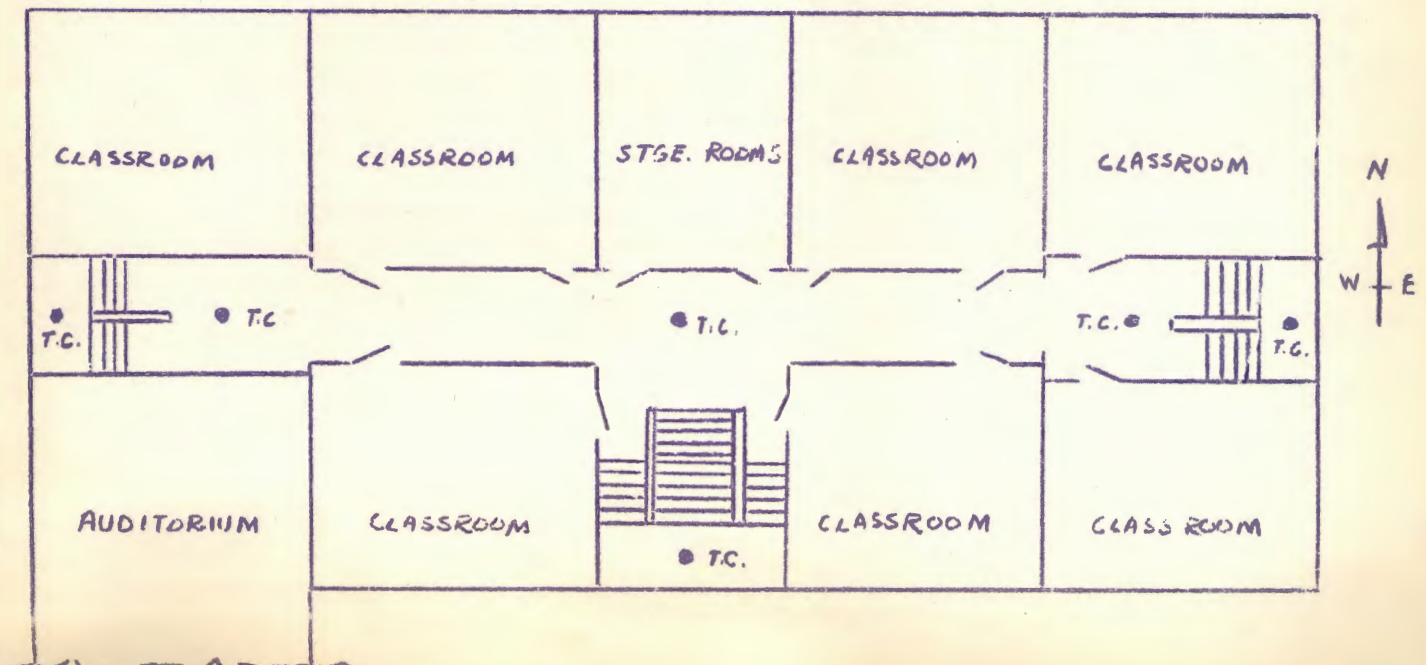 CLASSROOM
CLASSROOM
STGE. ROOMS
CLASSROOM
CLASSROOM
N
W E
T.C.
T.C
T.C.
T.C.
T.C.
AUDITORIUM
CLASSROOM
T.C.
CLASSROOM
CLASS ROOM